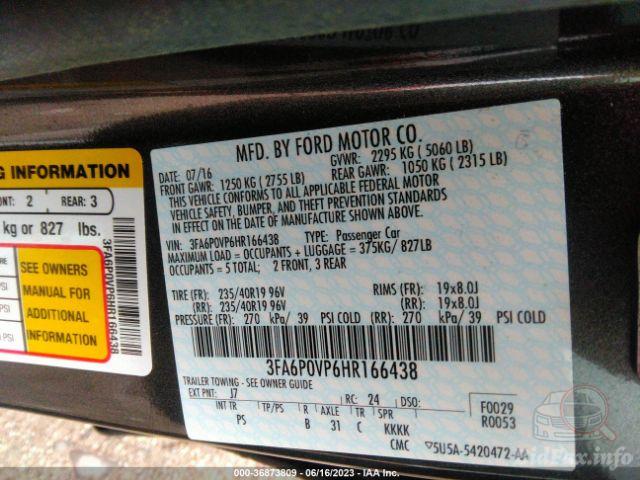 G INFORMATION
ONT: 2 REAR: 3
kg or 827 lbs.
SEE OWNERS
MANUAL FOR
ADDITIONAL
INFORMATION
PSI
3FA6P0VP6HR166438
MFD. BY FORD MOTOR CO.
DATE: 07/16 GVWR: 2295 KG ( 5060 LB)
FRONT GAWR: 1250 KG ( 2755 LB) REAR GAWR: 1050 KG ( 2315 LB)
THIS VEHICLE CONFORMS TO ALL APPLICABLE FEDERAL MOTOR
VEHICLE SAFETY, BUMPER, AND THEFT PREVENTION STANDARDS
IN EFFECT ON THE DATE OF MANUFACTURE SHOWN ABOVE.
VIN: 3FA6P0VP6HR166438 TYPE: Passenger Car
MAXIMUM LOAD = OCCUPANTS + LUGGAGE = 375KG/ 827LB
OCCUPANTS = 5 TOTAL; 2 FRONT, 3 REAR
TIRE (FR): 235/40R19 96V RIMS (FR): 19x8.0J
(RR): 235/40R19 96V (RR): 19x8.0J
PRESSURE (FR): 270 kPa/ 39 PSI COLD (RR): 270 kPa/ 39 PSI COLD
3FA6P0VP6HR166438
TRAILER TOWING - SEE OWNER GUIDE
EXT PNT: J7 RC: 24 DSO: F0029
INT TR TP/PS R AXLE TR SPR R0053
PS B 31 C KKKK
CMC 5U5A-5420472-AA
000-36873809 - 06/16/2023 - IAA Inc.